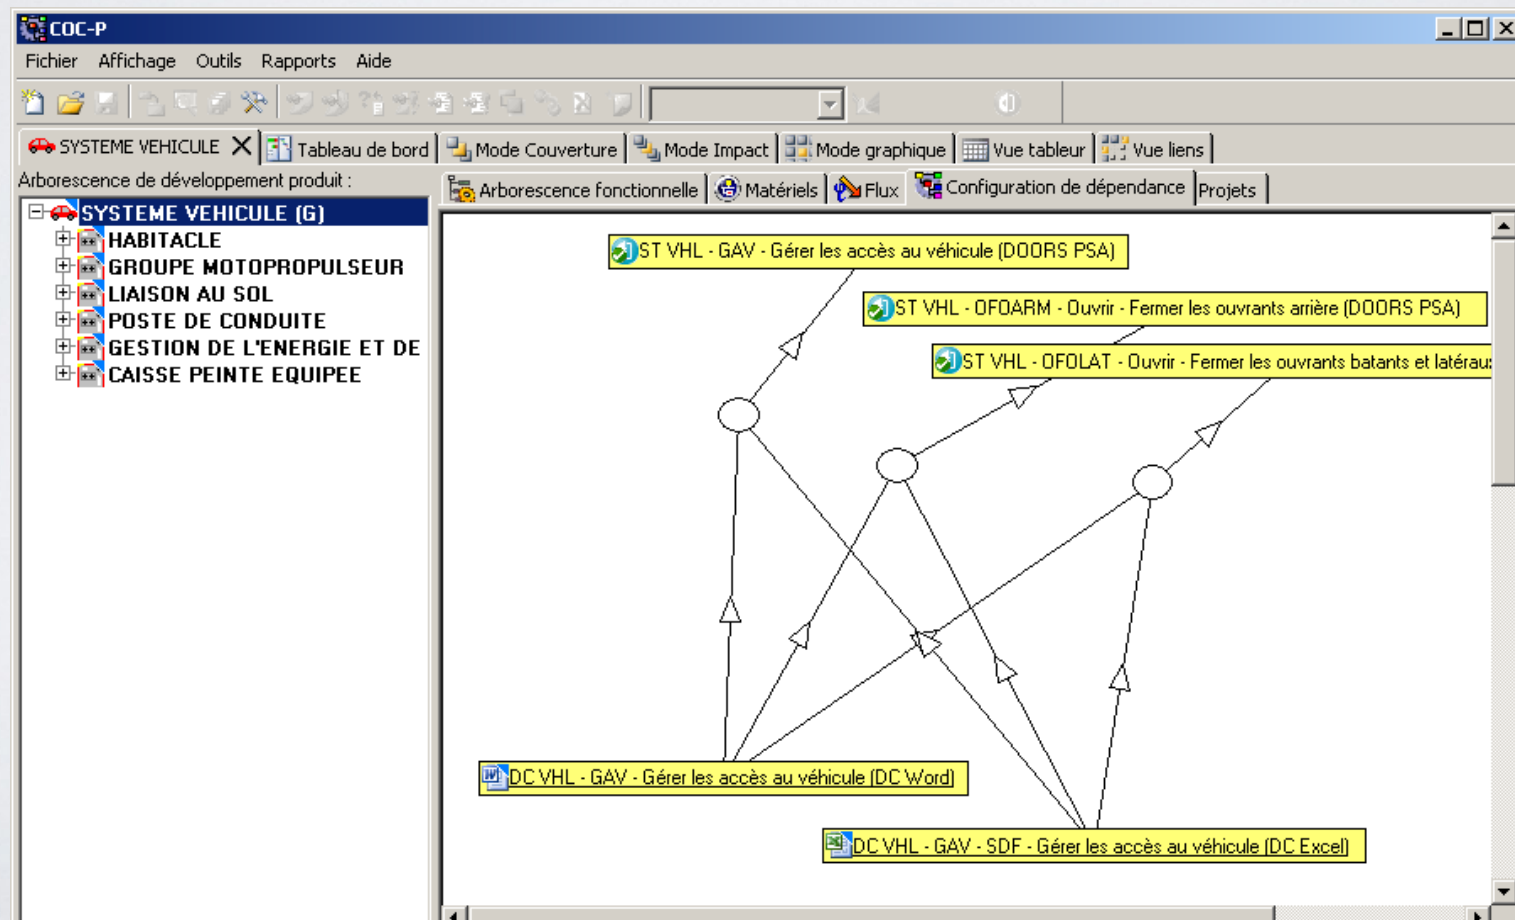 COC-P
Fichier Affichage Outils Rapports Aide
SYSTEME VEHICULE Tableau de bord Mode Couverture Mode Impact Mode graphique Vue tableur Vue liens
Arborescence de développement produit :
Arborescence fonctionnelle Matériels Flux Configuration de dépendance Projets
SYSTEME VEHICULE (G)
HABITACLE
GROUPE MOTOPROPULSEUR
LIAISON AU SOL
POSTE DE CONDUITE
GESTION DE L'ENERGIE ET DE
CAISSE PEINTE EQUIPEE
ST VHL - GAV - Gérer les accès au véhicule (DOORS PSA)
ST VHL - OFOARM - Ouvrir - Fermer les ouvrants arrière (DOORS PSA)
ST VHL - OFOLAT - Ouvrir - Fermer les ouvrants batants et latéraux
DC VHL - GAV - Gérer les accès au véhicule (DC Word)
DC VHL - GAV - SDF - Gérer les accès au véhicule (DC Excel)